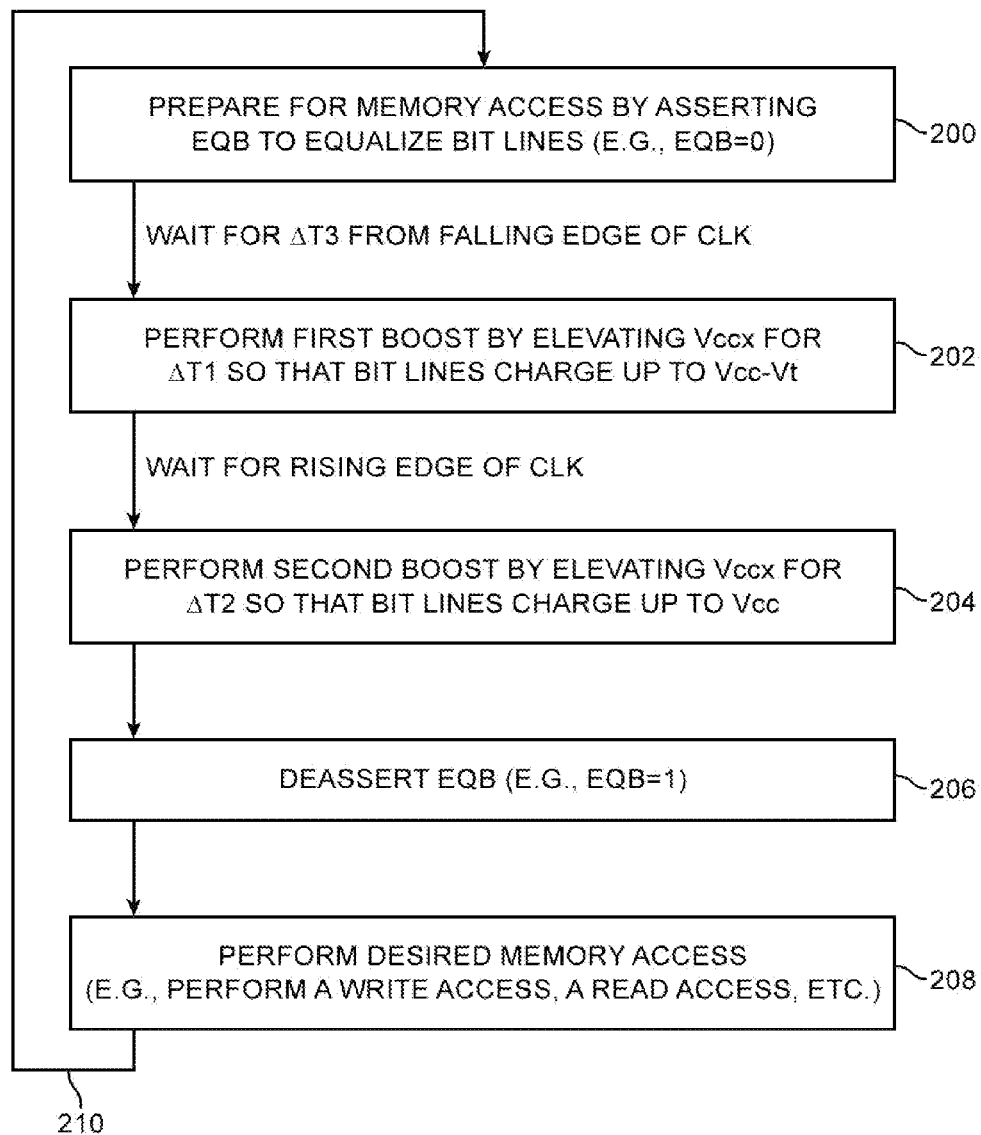 PREPARE FOR MEMORY ACCESS BY ASSERTING
EQB TO EQUALIZE BIT LINES (E.G., EQB=0)
200
WAIT FOR ΔT3 FROM FALLING EDGE OF CLK
PERFORM FIRST BOOST BY ELEVATING Vccx FOR
ΔT1 SO THAT BIT LINES CHARGE UP TO Vcc-Vt
202
WAIT FOR RISING EDGE OF CLK
PERFORM SECOND BOOST BY ELEVATING Vccx FOR
ΔT2 SO THAT BIT LINES CHARGE UP TO Vcc
204
DEASSERT EQB (E.G., EQB=1)
206
PERFORM DESIRED MEMORY ACCESS
(E.G., PERFORM A WRITE ACCESS, A READ ACCESS, ETC.)
208
210